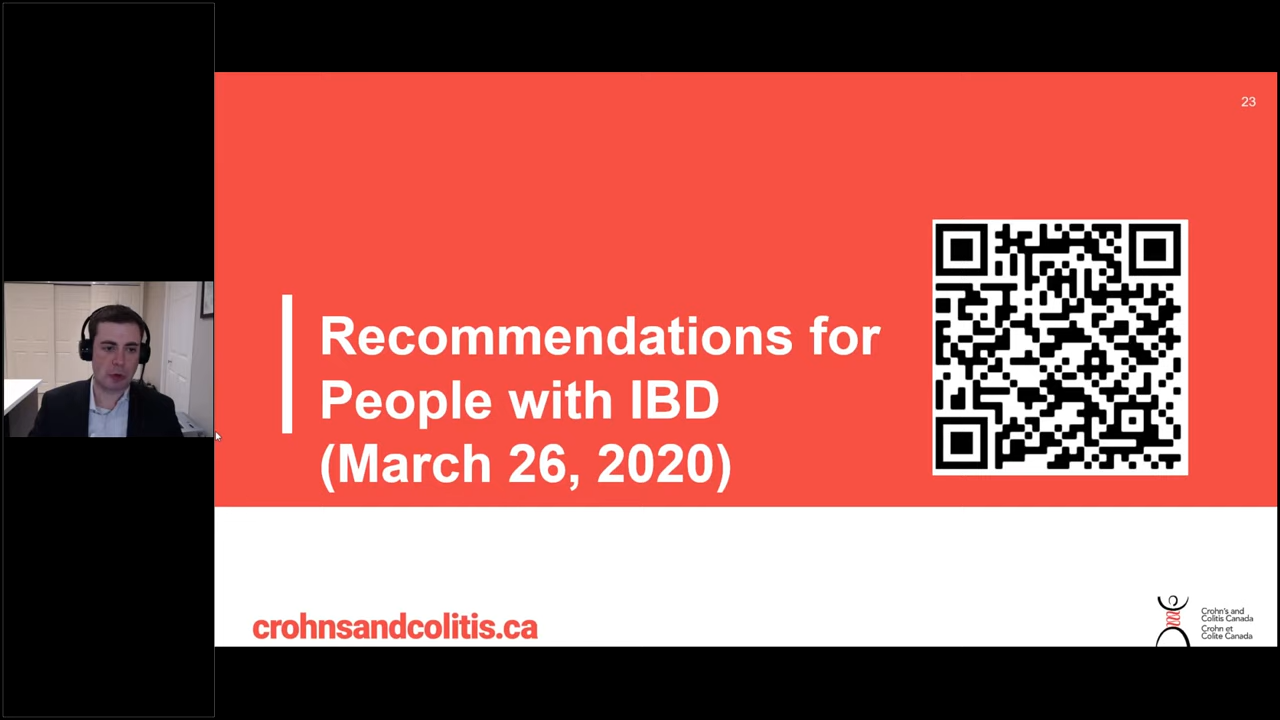 23
Recommendations for
People with IBD
(March 26, 2020)
crohnsandcolitis.ca
Crohn's and
Colitis Canada
Crohn et
Colite Canada